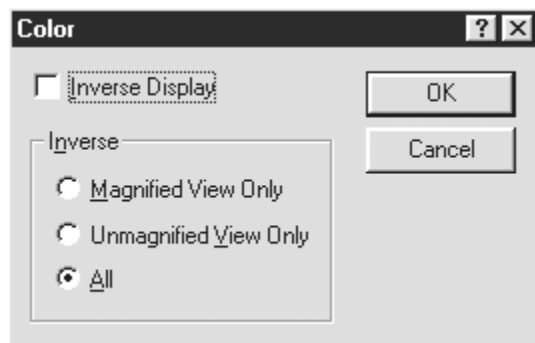 Color
Inverse Display
OK
Cancel
Inverse
Magnified View Only
Unmagnified View Only
All